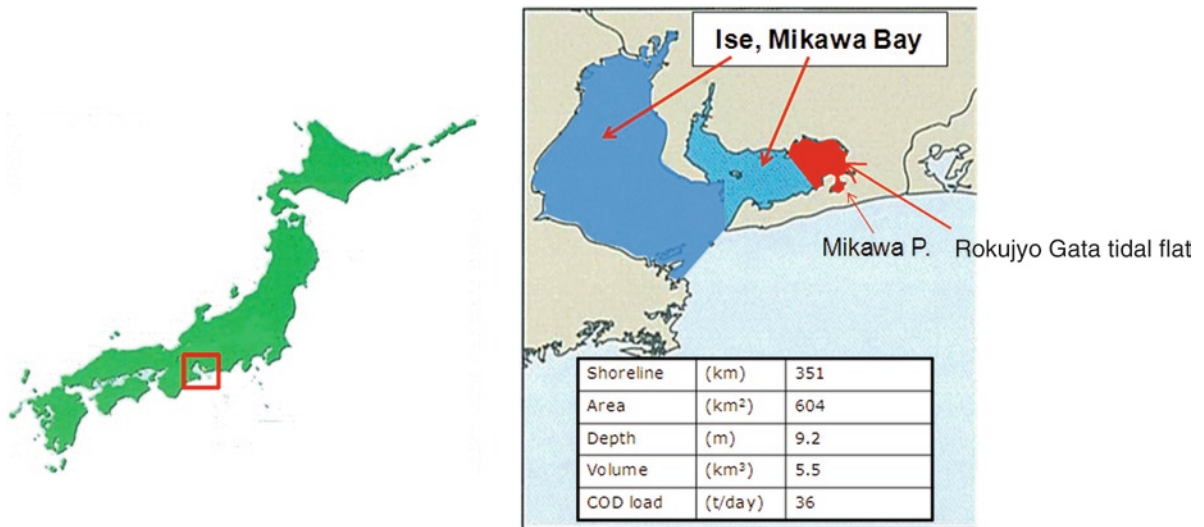 Ise, Mikawa Bay
Mikawa P. Rokujyo Gata tidal flat
Shoreline (km) 351
Area (km²) 604
Depth (m) 9.2
Volume (km³) 5.5
COD load (t/day) 36